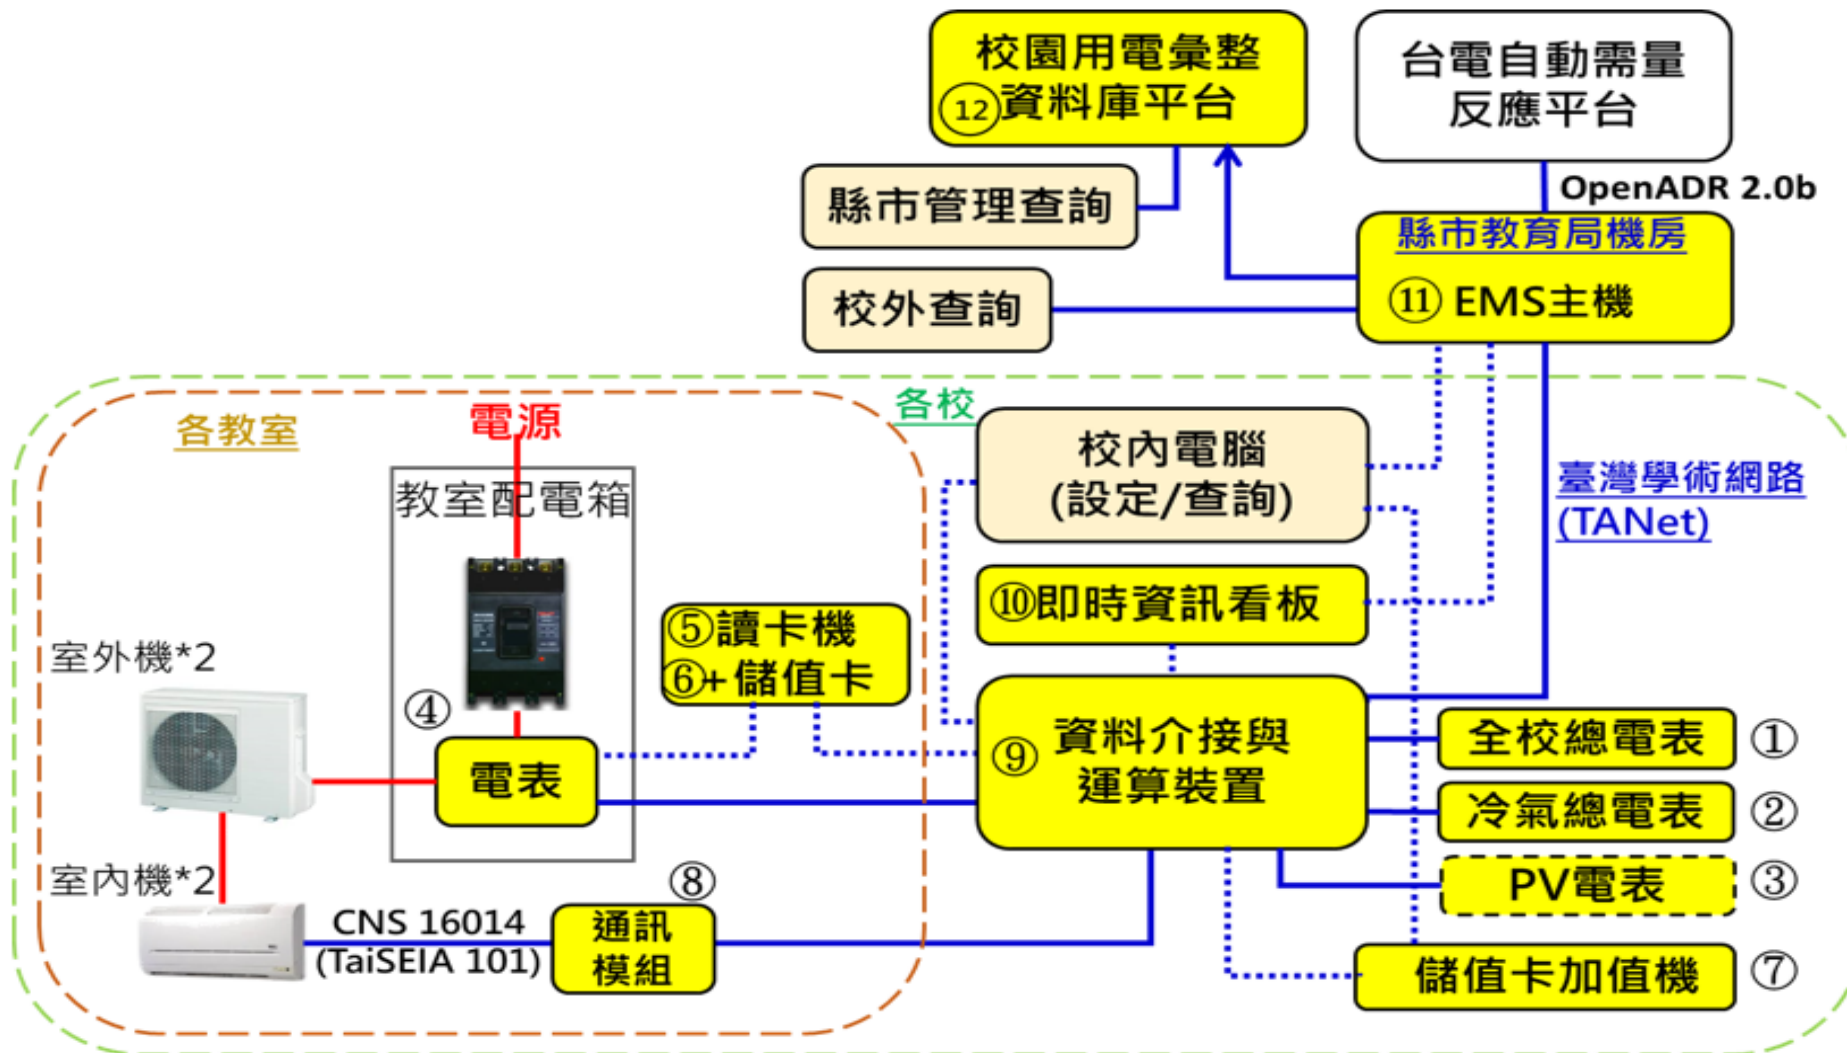 校園用電彙整
⑫資料庫平台
台電自動需量
反應平台
縣市管理查詢
OpenADR 2.0b
縣市教育局機房
⑪ EMS主機
校外查詢
各校
各教室
電源
教室配電箱
校內電腦
(設定/查詢)
臺灣學術網路
(TANet)
⑩即時資訊看板
⑤讀卡機
⑥+儲值卡
室外機*2
④
電表
⑨
資料介接與
運算裝置
全校總電表 ①
冷氣總電表 ②
PV電表 ③
室內機*2
CNS 16014
(TaiSEIA 101)
⑧
通訊
模組
儲值卡加值機 ⑦